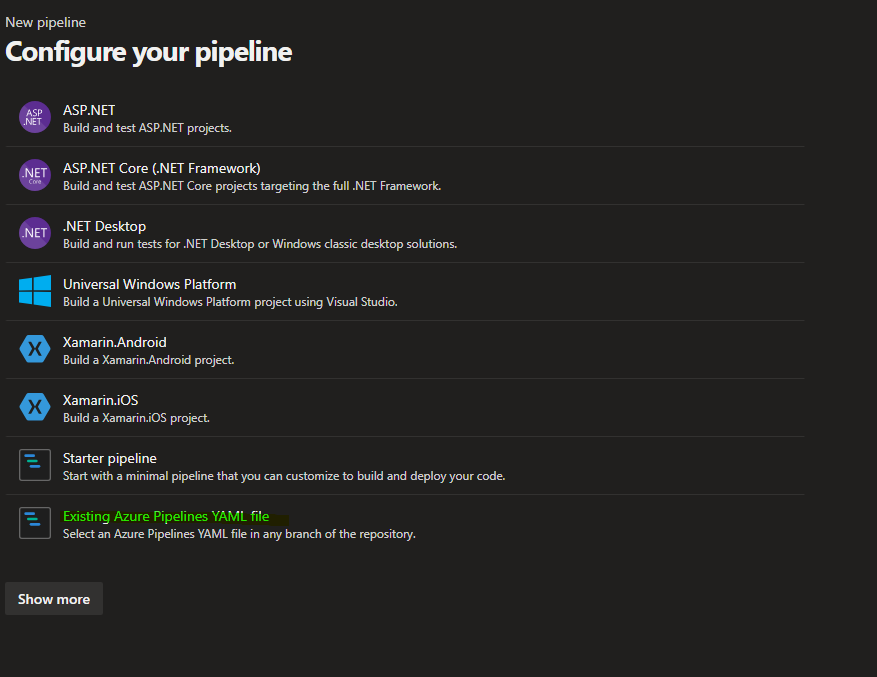 New pipeline
Configure your pipeline
ASP
.NET
ASP.NET
Build and test ASP.NET projects.
.NET
Core
ASP.NET Core (.NET Framework)
Build and test ASP.NET Core projects targeting the full .NET Framework.
.NET
.NET Desktop
Build and run tests for .NET Desktop or Windows classic desktop solutions.
Universal Windows Platform
Build a Universal Windows Platform project using Visual Studio.
X
Xamarin.Android
Build a Xamarin.Android project.
X
Xamarin.iOS
Build a Xamarin.iOS project.
Starter pipeline
Start with a minimal pipeline that you can customize to build and deploy your code.
Existing Azure Pipelines YAML file
Select an Azure Pipelines YAML file in any branch of the repository.
Show more